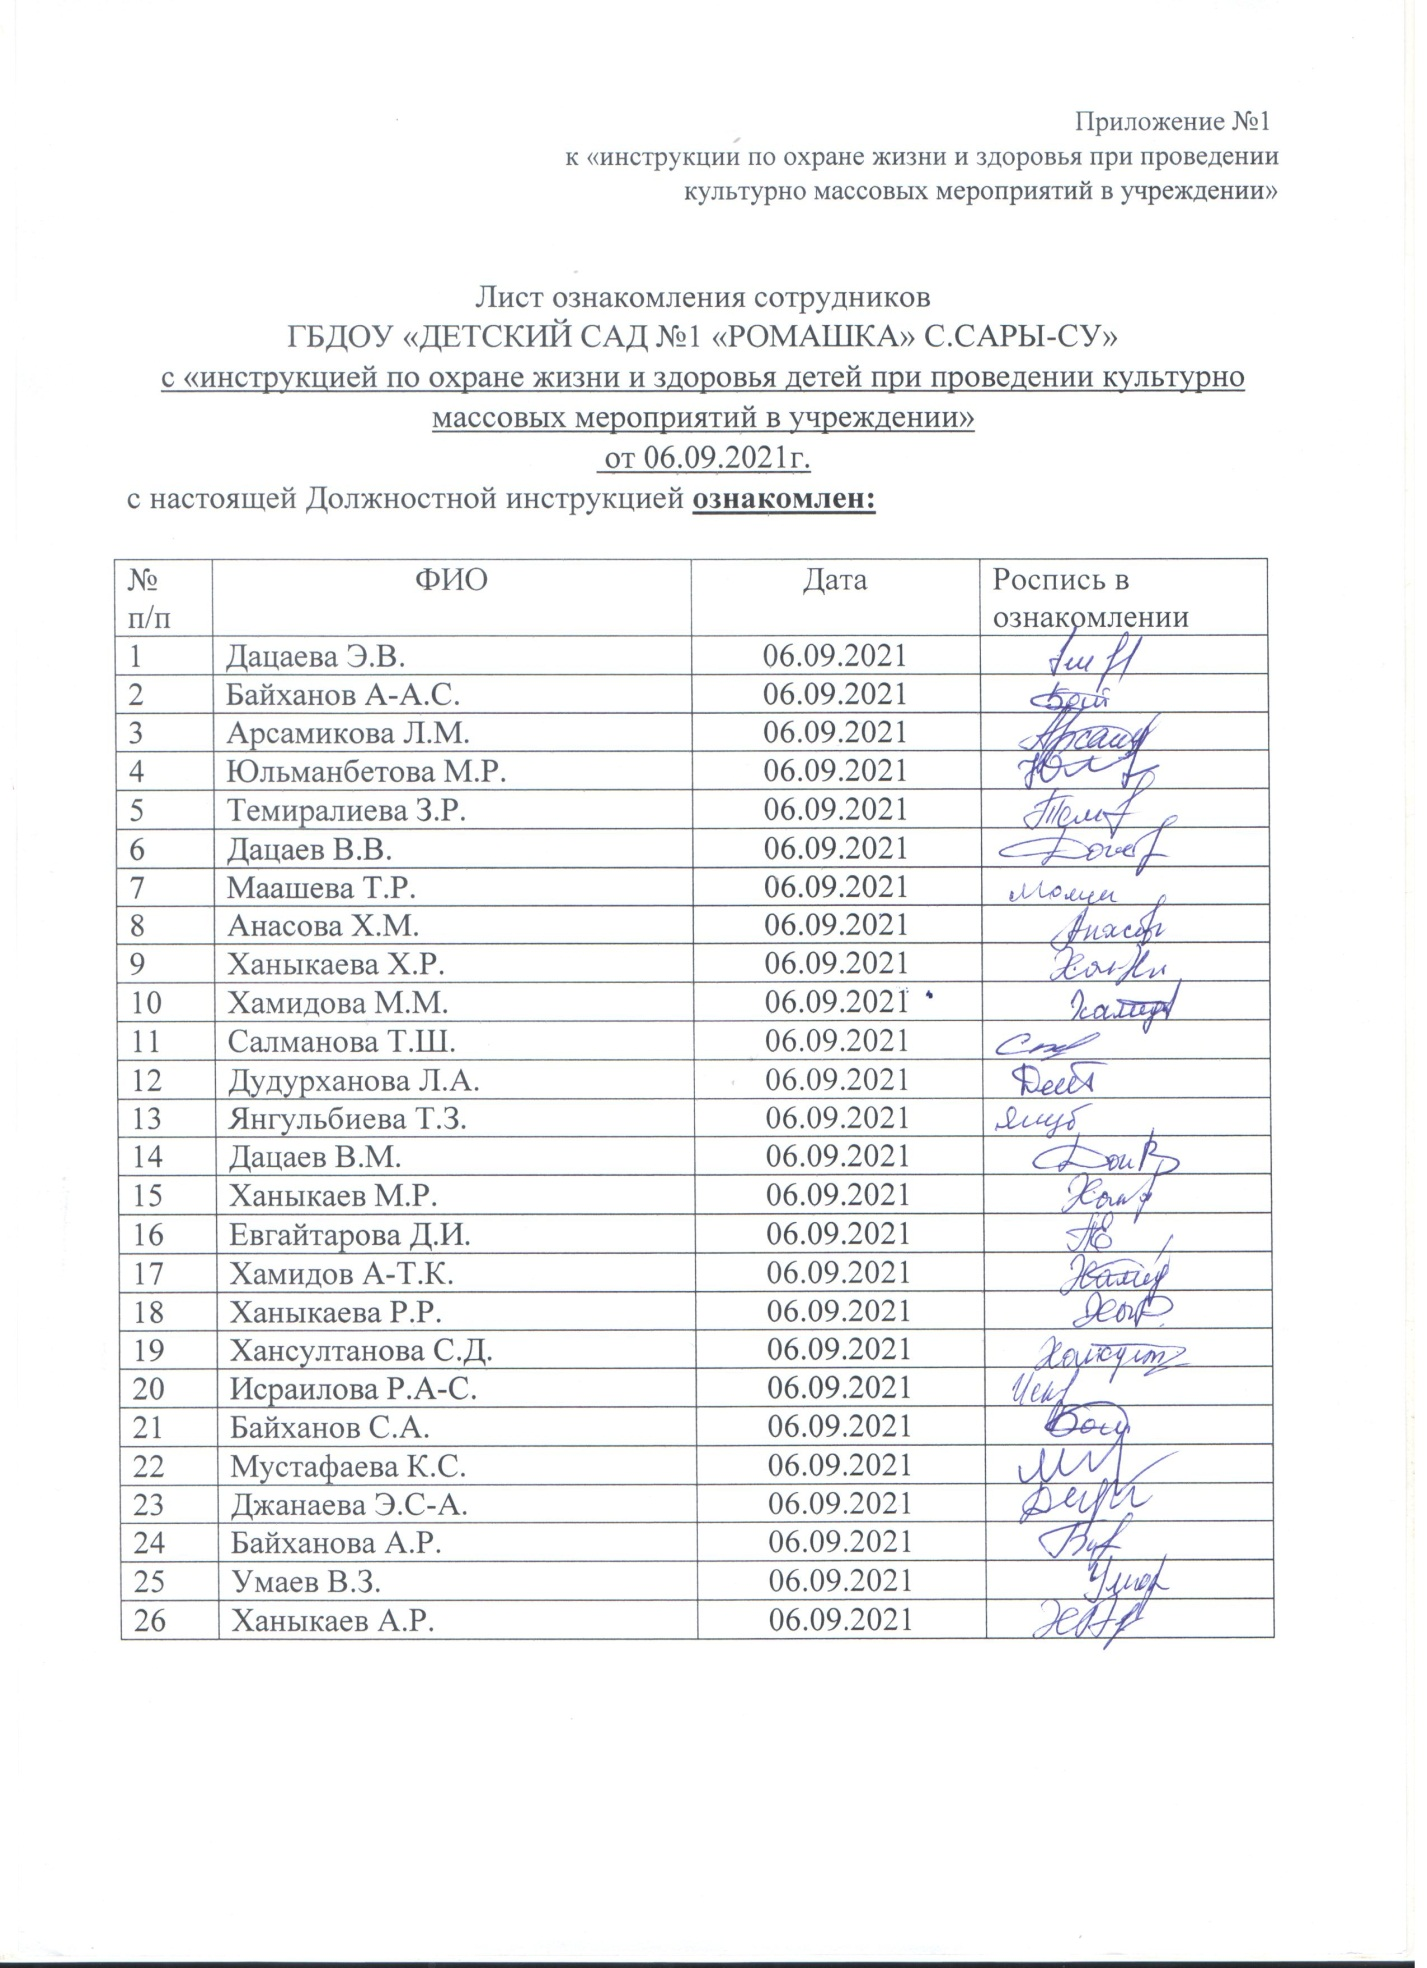 Приложение №1
к «инструкции по охране жизни и здоровья при проведении
культурно массовых мероприятий в учреждении»
Лист ознакомления сотрудников
ГБДОУ «ДЕТСКИЙ САД №1 «РОМАШКА» С.САРЫ-СУ»
с «инструкцией по охране жизни и здоровья детей при проведении культурно
массовых мероприятий в учреждении»
от 06.09.2021г.
с настоящей Должностной инструкцией ознакомлен:
№ п/п ФИО Дата Роспись в ознакомлении
1 Дацаева Э.В. 06.09.2021
2 Байханов А-А.С. 06.09.2021
3 Арсамикова Л.М. 06.09.2021
4 Юльманбетова М.Р. 06.09.2021
5 Темиралиева З.Р. 06.09.2021
6 Дацаев В.В. 06.09.2021
7 Маашева Т.Р. 06.09.2021
8 Анасова Х.М. 06.09.2021
9 Ханыкаева Х.Р. 06.09.2021
10 Хамидова М.М. 06.09.2021
11 Салманова Т.Ш. 06.09.2021
12 Дудурханова Л.А. 06.09.2021
13 Янгульбиева Т.З. 06.09.2021
14 Дацаев В.М. 06.09.2021
15 Ханыкаев М.Р. 06.09.2021
16 Евгайтарова Д.И. 06.09.2021
17 Хамидов А-Т.К. 06.09.2021
18 Ханыкаева Р.Р. 06.09.2021
19 Хансултанова С.Д. 06.09.2021
20 Исраилова Р.А-С. 06.09.2021
21 Байханов С.А. 06.09.2021
22 Мустафаева К.С. 06.09.2021
23 Джанаева Э.С-А. 06.09.2021
24 Байханова А.Р. 06.09.2021
25 Умаев В.З. 06.09.2021
26 Ханыкаев А.Р. 06.09.2021